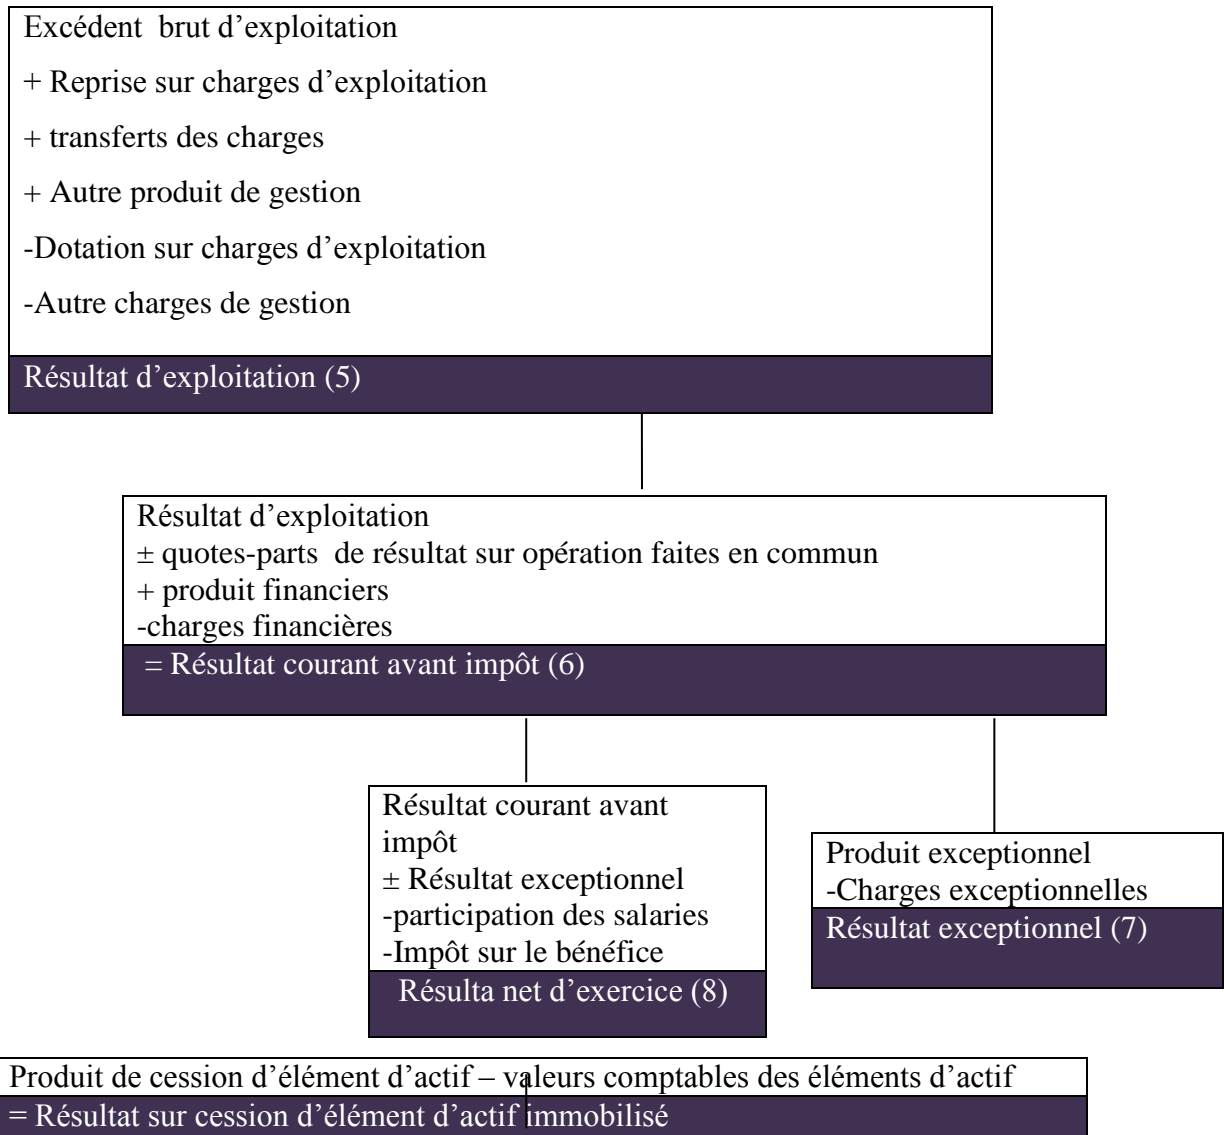 Excédent  brut d’exploitation
+ Reprise sur charges d’exploitation
+ transferts des charges
+ Autre produit de gestion
-Dotation sur charges d’exploitation
-Autre charges de gestion
Résultat d’exploitation (5)
Résultat d’exploitation
± quotes-parts  de résultat sur opération faites en commun
+ produit financiers
-charges financières
= Résultat courant avant impôt (6)
Résultat courant avant
impôt
± Résultat exceptionnel
-participation des salaries
-Impôt sur le bénéfice
Résulta net d’exercice (8)
Produit exceptionnel
-Charges exceptionnelles
Résultat exceptionnel (7)
Produit de cession d’élément d’actif – valeurs comptables des éléments d’actif
= Résultat sur cession d’élément d’actif immobilisé